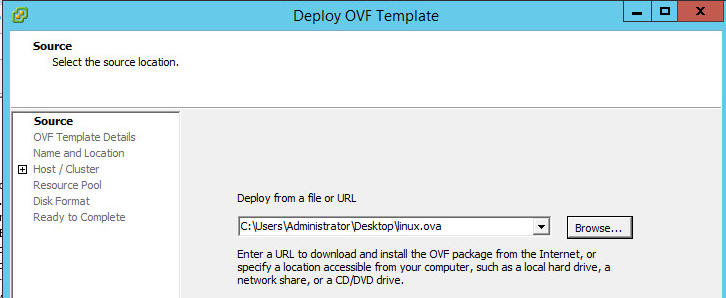 Deploy OVF Template
Source
Select the source location.
Source
OVF Template Details
Name and Location
Host / Cluster
Resource Pool
Disk Format
Ready to Complete
Deploy from a file or URL
C:\Users\Administrator\Desktop\linux.ova
Browse...
Enter a URL to download and install the OVF package from the Internet, or
specify a location accessible from your computer, such as a local hard drive, a
network share, or a CD/DVD drive.